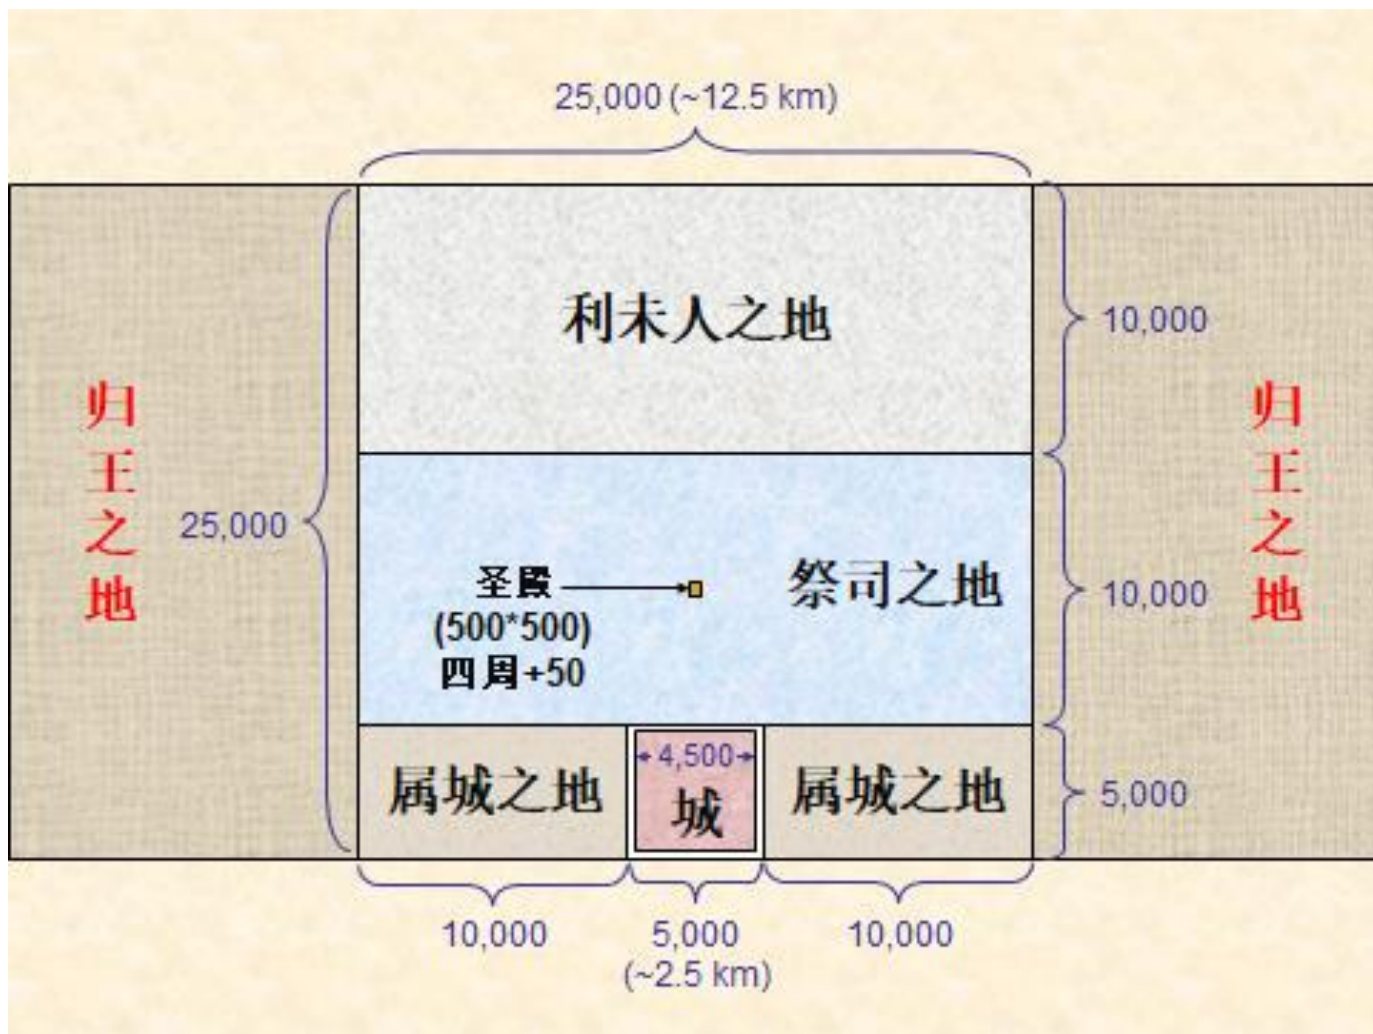 25,000 (~12.5 km)
利未人之地
10,000
归王之地
25,000
归王之地
圣殿
(500*500)
四周+50
祭司之地
10,000
属城之地
4,500
城
属城之地
5,000
10,000
5,000
(~2.5 km)
10,000